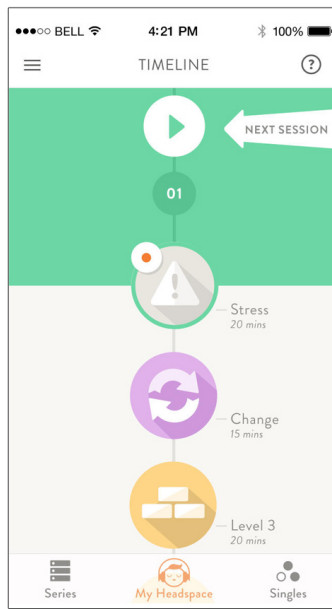 BELL 4:21 PM 100%
TIMELINE ?
NEXT SESSION
01
Stress
20 mins
Change
15 mins
Level 3
20 mins
Series My Headspace Singles